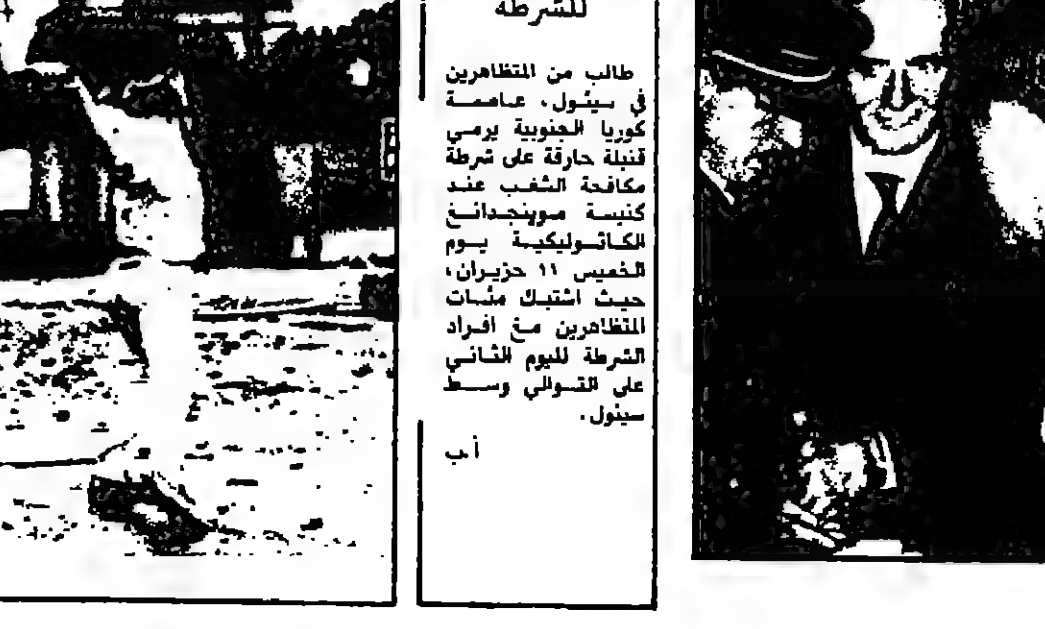 للشرطة
طالب من المتظاهرين
في سيئول، عاصمة
كوريا الجنوبية يرمي
قنبلة حارقة على شرطة
مكافحة الشغب عند
كنيسة موينجدانغ
الكاثوليكية يوم
الخميس ١١ حزيران،
حيث اشتبك مئات
المتظاهرين مع افراد
الشرطة لليوم الثاني
على التوالي وسط
سيئول.
أ ب